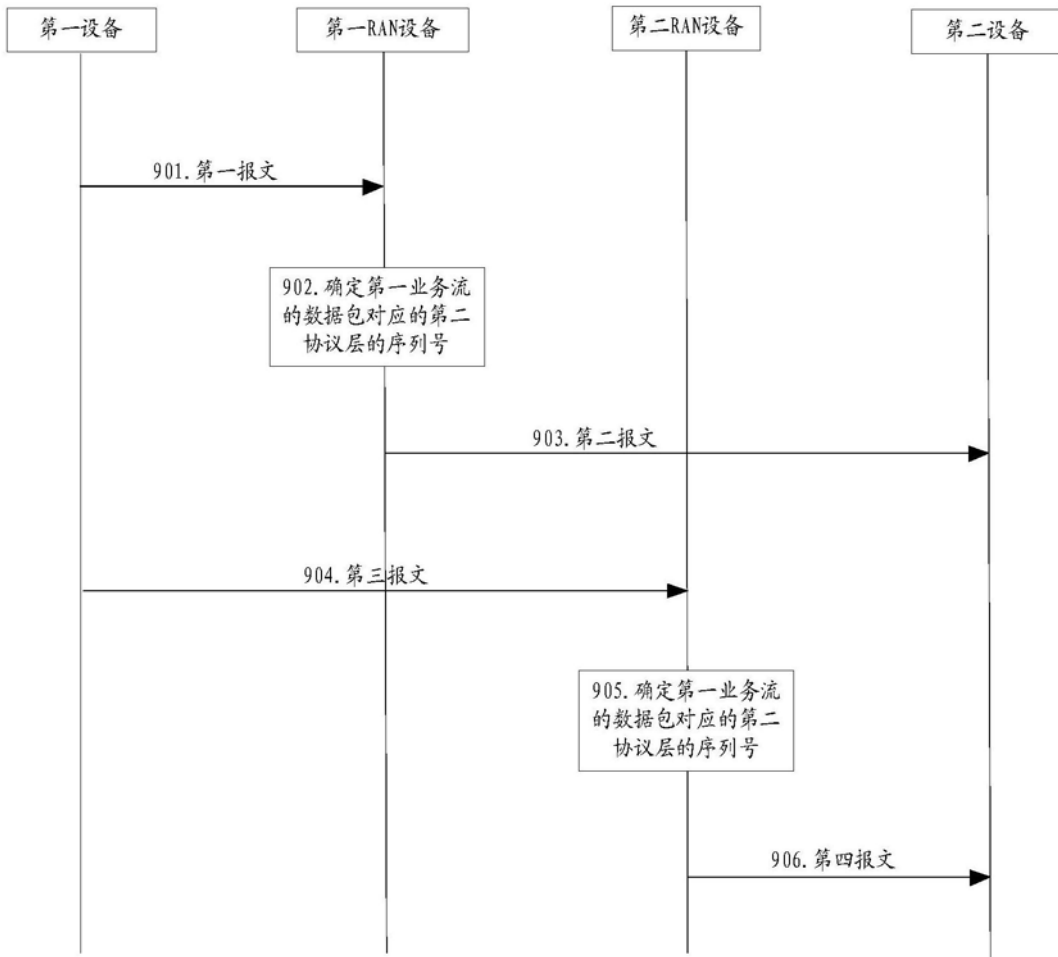 第一设备
第一RAN设备
第二RAN设备
第二设备
901.第一报文
902.确定第一业务流
的数据包对应的第二
协议层的序列号
903.第二报文
904.第三报文
905.确定第一业务流
的数据包对应的第二
协议层的序列号
906.第四报文